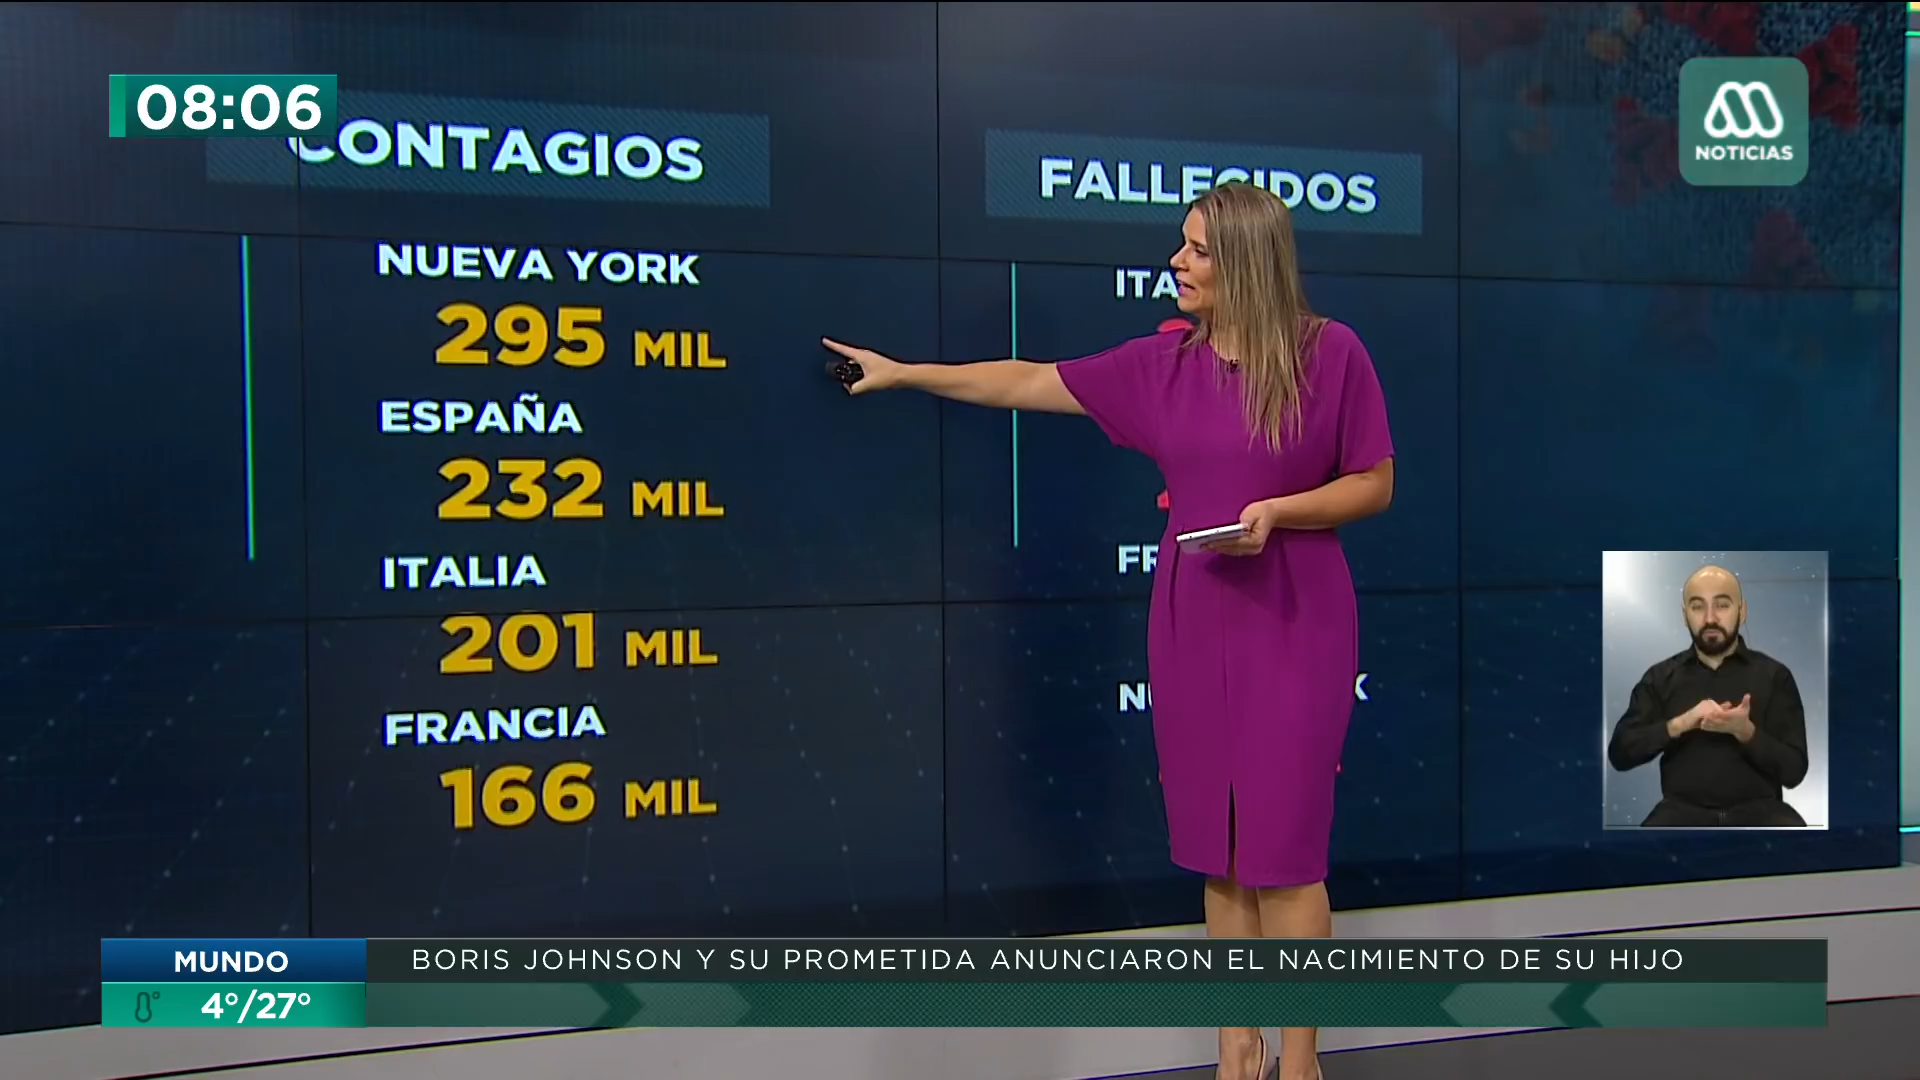 08:06
CONTAGIOS
NUEVA YORK
295 MIL
ESPAÑA
232 MIL
ITALIA
201 MIL
FRANCIA
166 MIL
FALLECIDOS
NOTICIAS
MUNDO
BORIS JOHNSON Y SU PROMETIDA ANUNCIARON EL NACIMIENTO DE SU HIJO
4°/27°